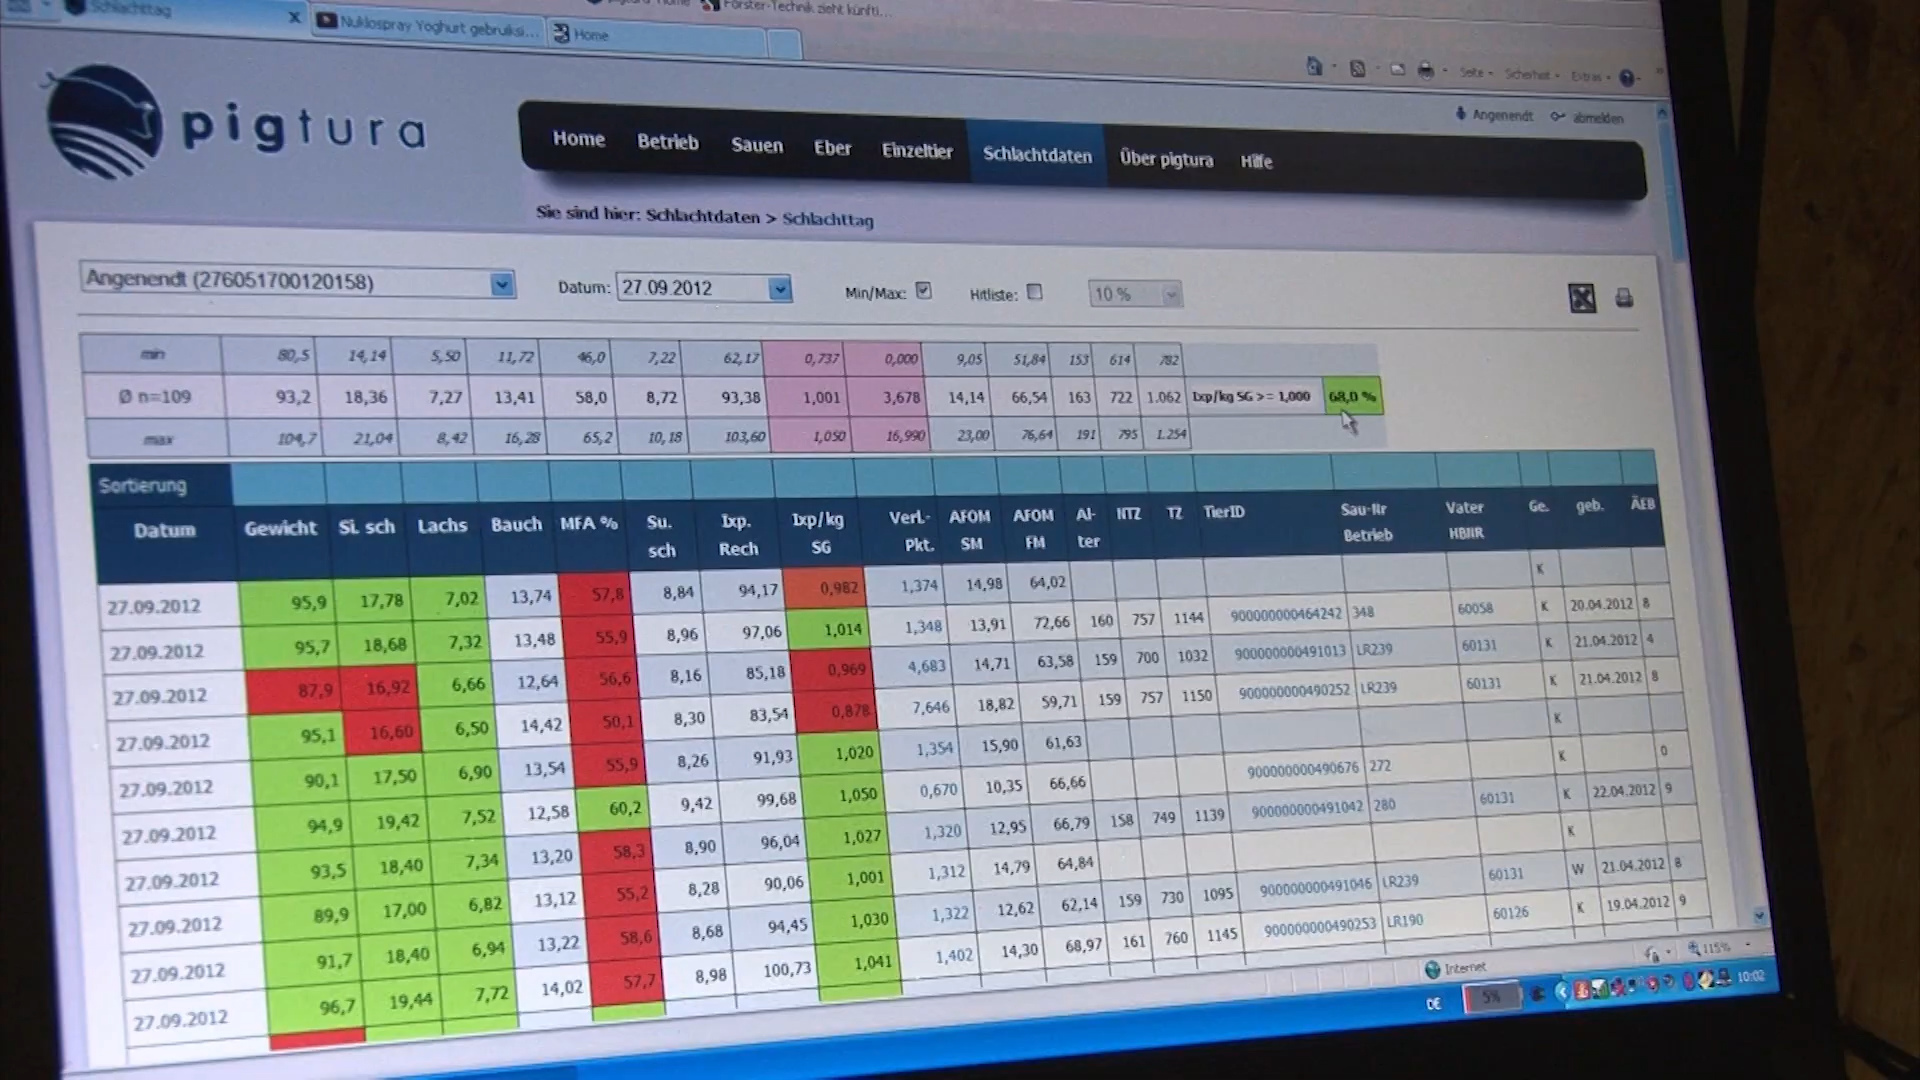 Schlachttag
Nuklospray Yoghurt gebruiksi...
Home
Förster-Technik zieht künfti...
Seite
Sicherheit
Extras
pigtura
Angenendt
abmelden
Home Betrieb Sauen Eber Einzeltier Schlachtdaten Über pigtura Hilfe
Sie sind hier: Schlachtdaten > Schlachttag
Angenendt (276051700120158) Datum: 27.09.2012 Min/Max: Hitliste: 10 %
min 80,5 14,14 5,50 11,72 46,0 7,22 62,17 0,737 0,000 9,05 51,84 153 614 782
Ø n=109 93,2 18,36 7,27 13,41 58,0 8,72 93,38 1,001 3,678 14,14 66,54 163 722 1.062 Ixp/kg SG >= 1,000 68,0 %
max 104,7 21,04 8,42 16,28 65,2 10,18 103,60 1,050 16,990 23,00 76,64 191 795 1.254
Sortierung
Datum Gewicht Si. sch Lachs Bauch MFA % Su. sch Ixp. Rech Ixp/kg SG Verl.-Pkt. AFOM SM AFOM FM Al-ter NTZ TZ TierID Sau-Nr Betrieb Vater HBNR Ge. geb. ÄEB
27.09.2012 95,9 17,78 7,02 13,74 57,8 8,84 94,17 0,982 1,374 14,98 64,02 K
27.09.2012 95,7 18,68 7,32 13,48 55,9 8,96 97,06 1,014 1,348 13,91 72,66 160 757 1144 900000000464242 348 60058 K 20.04.2012 8
27.09.2012 87,9 16,92 6,66 12,64 56,6 8,16 85,18 0,969 4,683 14,71 63,58 159 700 1032 900000000491013 LR239 60131 K 21.04.2012 4
27.09.2012 95,1 16,60 6,50 14,42 50,1 8,30 83,54 0,878 7,646 18,82 59,71 159 757 1150 900000000490252 LR239 60131 K 21.04.2012 8
27.09.2012 90,1 17,50 6,90 13,54 55,9 8,26 91,93 1,020 1,354 15,90 61,63 K
27.09.2012 94,9 19,42 7,52 12,58 60,2 9,42 99,68 1,050 0,670 10,35 66,66 900000000490676 272 K 0
27.09.2012 93,5 18,40 7,34 13,20 58,3 8,90 96,04 1,027 1,320 12,95 66,79 158 749 1139 900000000491042 280 60131 K 22.04.2012 9
27.09.2012 89,9 17,00 6,82 13,12 55,2 8,28 90,06 1,001 1,312 14,79 64,84 K
27.09.2012 91,7 18,40 6,94 13,22 58,6 8,68 94,45 1,030 1,322 12,62 62,14 159 730 1095 900000000491046 LR239 60131 W 21.04.2012 8
27.09.2012 96,7 19,44 7,72 14,02 57,7 8,98 100,73 1,041 1,402 14,30 68,97 161 760 1145 900000000490253 LR190 60126 K 19.04.2012 9
Internet
115%
DE 5% 10:02